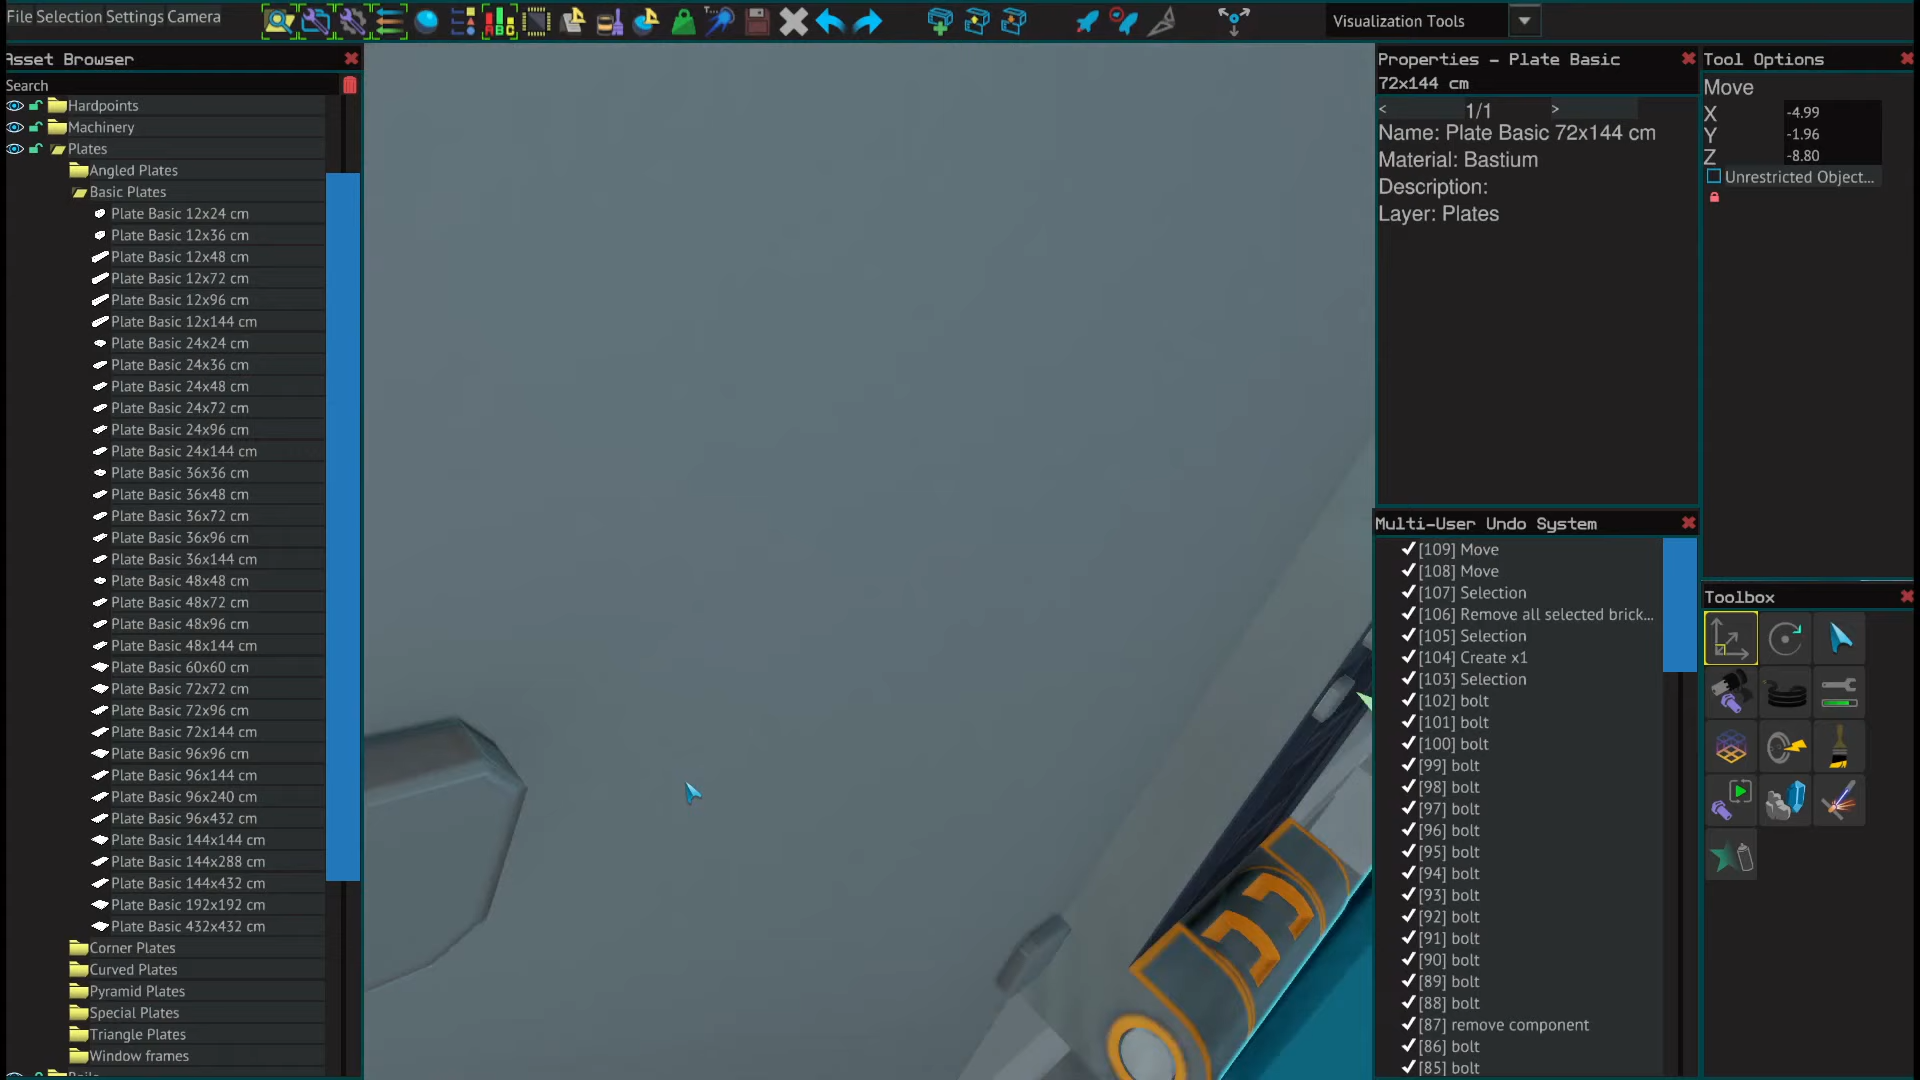 File Selection Settings Camera
Visualization Tools
Asset Browser
Search
Hardpoints
Machinery
Plates
Angled Plates
Basic Plates
Plate Basic 12x24 cm
Plate Basic 12x36 cm
Plate Basic 12x48 cm
Plate Basic 12x72 cm
Plate Basic 12x96 cm
Plate Basic 12x144 cm
Plate Basic 24x24 cm
Plate Basic 24x36 cm
Plate Basic 24x48 cm
Plate Basic 24x72 cm
Plate Basic 24x96 cm
Plate Basic 24x144 cm
Plate Basic 36x36 cm
Plate Basic 36x48 cm
Plate Basic 36x72 cm
Plate Basic 36x96 cm
Plate Basic 36x144 cm
Plate Basic 48x48 cm
Plate Basic 48x72 cm
Plate Basic 48x96 cm
Plate Basic 48x144 cm
Plate Basic 60x60 cm
Plate Basic 72x72 cm
Plate Basic 72x96 cm
Plate Basic 72x144 cm
Plate Basic 96x96 cm
Plate Basic 96x144 cm
Plate Basic 96x240 cm
Plate Basic 96x432 cm
Plate Basic 144x144 cm
Plate Basic 144x288 cm
Plate Basic 144x432 cm
Plate Basic 192x192 cm
Plate Basic 432x432 cm
Corner Plates
Curved Plates
Pyramid Plates
Special Plates
Triangle Plates
Window frames
Properties - Plate Basic
72x144 cm
< 1/1 >
Name: Plate Basic 72x144 cm
Material: Bastium
Description:
Layer: Plates
Multi-User Undo System
[109] Move
[108] Move
[107] Selection
[106] Remove all selected brick...
[105] Selection
[104] Create x1
[103] Selection
[102] bolt
[101] bolt
[100] bolt
[99] bolt
[98] bolt
[97] bolt
[96] bolt
[95] bolt
[94] bolt
[93] bolt
[92] bolt
[91] bolt
[90] bolt
[89] bolt
[88] bolt
[87] remove component
[86] bolt
[85] bolt
Tool Options
Move
X -4.99
Y -1.96
Z -8.80
Unrestricted Object...
Toolbox